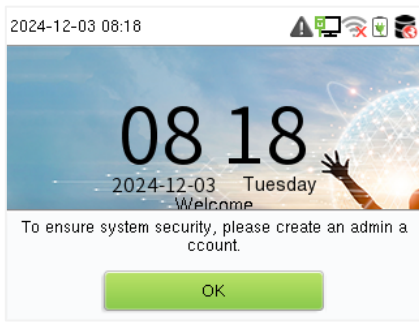 2024-12-03 08:18
08 18
2024-12-03 Tuesday
Welcome
To ensure system security, please create an admin a
ccount.
OK